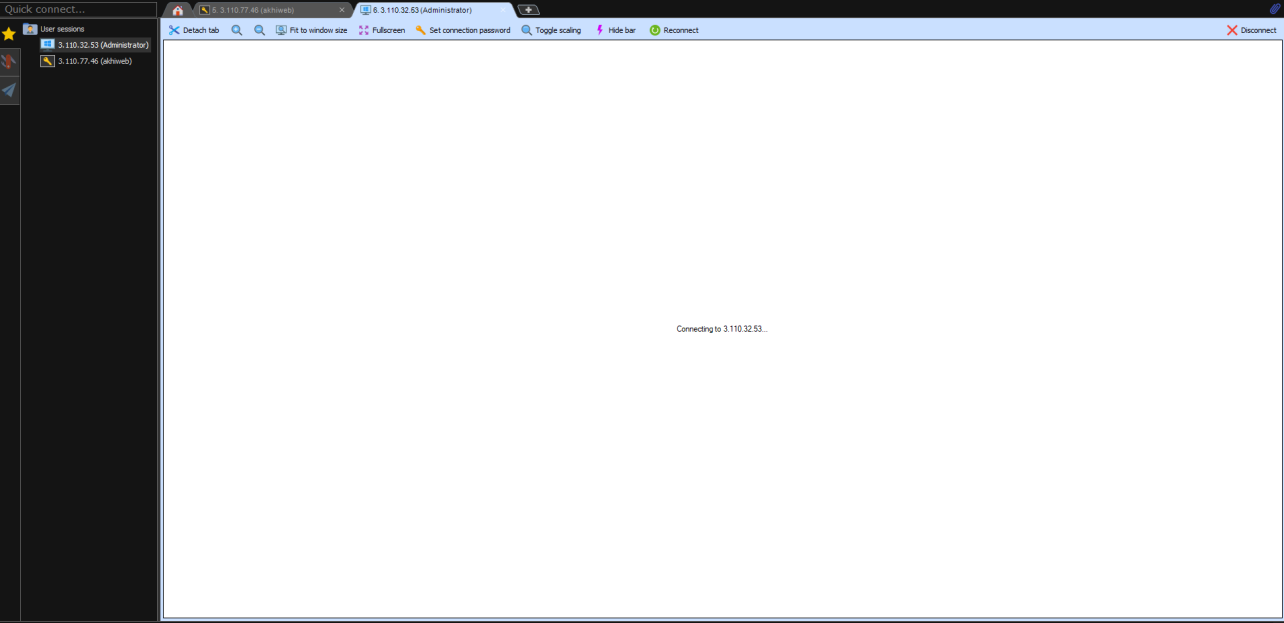 Quick connect...
5. 3.110.77.46 (akhiweb)
6. 3.110.32.53 (Administrator)
User sessions
3.110.32.53 (Administrator)
3.110.77.46 (akhiweb)
Detach tab
Fit to window size
Fullscreen
Set connection password
Toggle scaling
Hide bar
Reconnect
Disconnect
Connecting to 3.110.32.53...